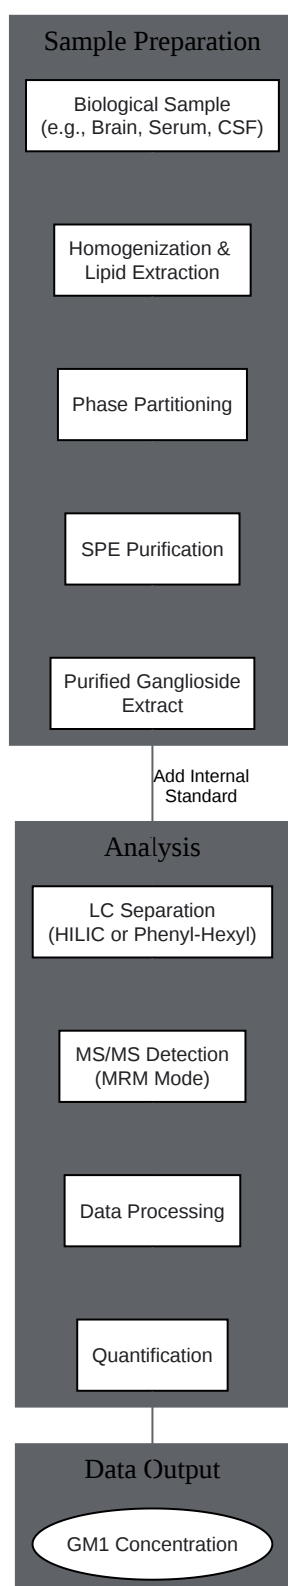 Sample Preparation
Biological Sample
(e.g., Brain, Serum, CSF)
Homogenization &
Lipid Extraction
Phase Partitioning
SPE Purification
Purified Ganglioside
Extract
Add Internal
Standard
Analysis
LC Separation
(HILIC or Phenyl-Hexyl)
MS/MS Detection
(MRM Mode)
Data Processing
Quantification
Data Output
GM1 Concentration